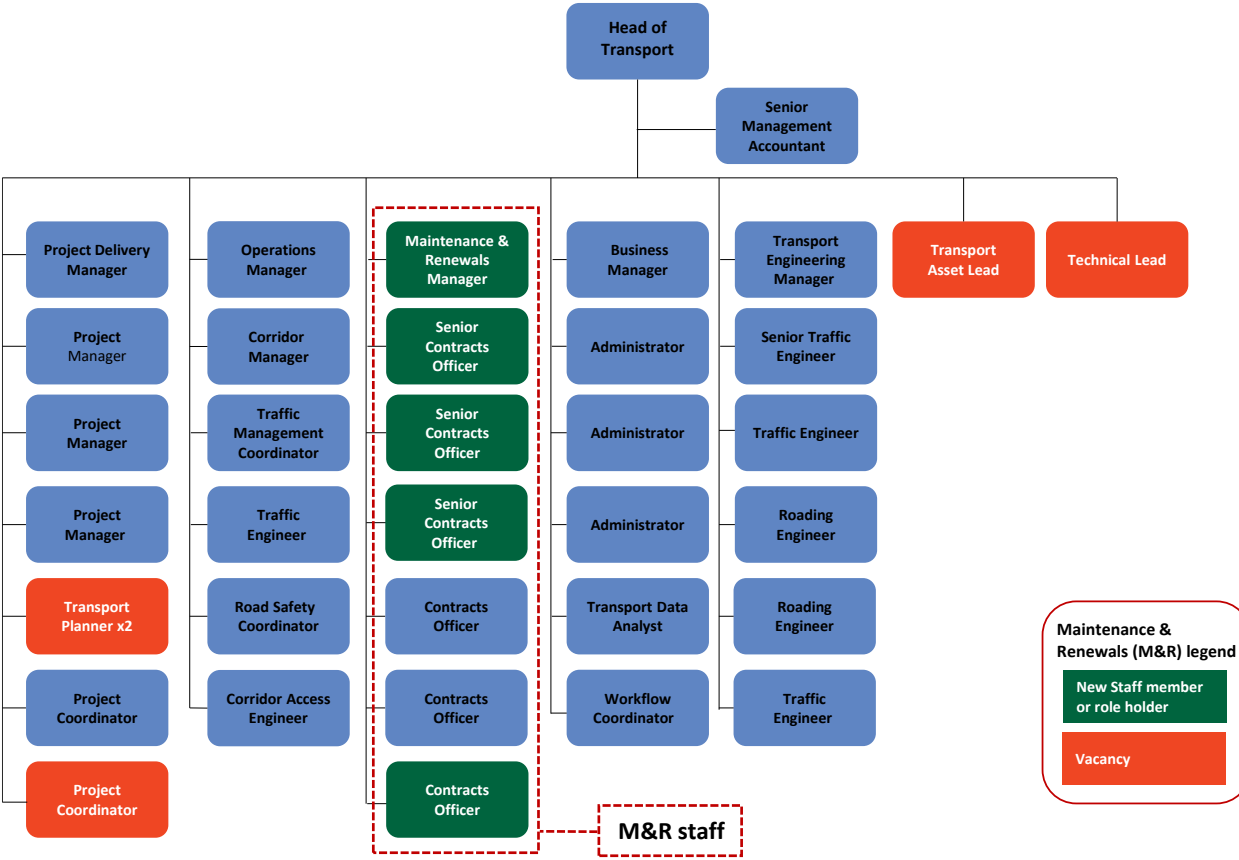 Head of
Transport
Senior
Management
Accountant
Project Delivery
Manager
Project
Manager
Project
Manager
Project
Manager
Transport
Planner x2
Project
Coordinator
Project
Coordinator
Operations
Manager
Corridor
Manager
Traffic
Management
Coordinator
Traffic
Engineer
Road Safety
Coordinator
Corridor Access
Engineer
Maintenance &
Renewals
Manager
Senior
Contracts
Officer
Senior
Contracts
Officer
Senior
Contracts
Officer
Contracts
Officer
Contracts
Officer
Contracts
Officer
M&R staff
Business
Manager
Administrator
Administrator
Administrator
Transport Data
Analyst
Workflow
Coordinator
Transport
Engineering
Manager
Senior Traffic
Engineer
Traffic Engineer
Roading
Engineer
Roading
Engineer
Traffic
Engineer
Transport
Asset Lead
Technical Lead
Maintenance &
Renewals (M&R) legend
New Staff member
or role holder
Vacancy